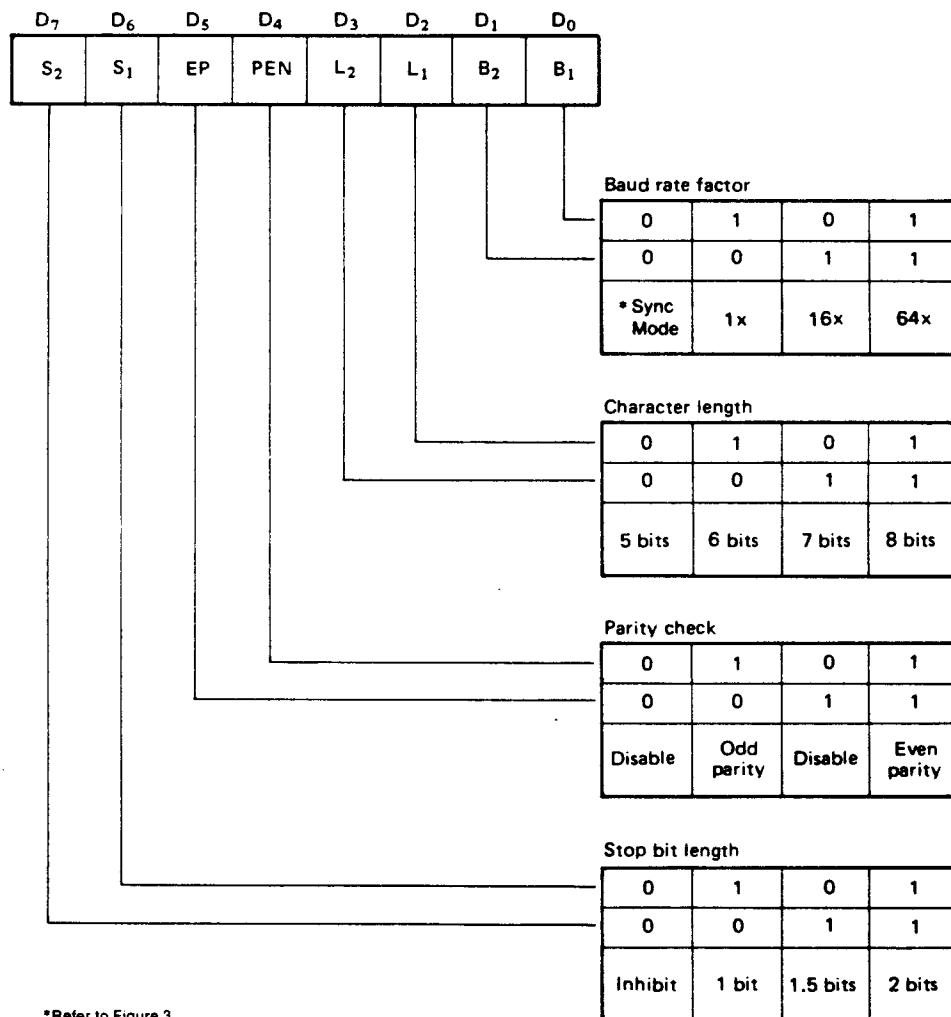 D7 D6 D5 D4 D3 D2 D1 D0
S2 S1 EP PEN L2 L1 B2 B1
Baud rate factor
0 1 0 1
0 0 1 1
*Sync Mode 1x 16x 64x
Character length
0 1 0 1
0 0 1 1
5 bits 6 bits 7 bits 8 bits
Parity check
0 1 0 1
0 0 1 1
Disable Odd parity Disable Even parity
Stop bit length
0 1 0 1
0 0 1 1
Inhibit 1 bit 1.5 bits 2 bits
*Refer to Figure 3